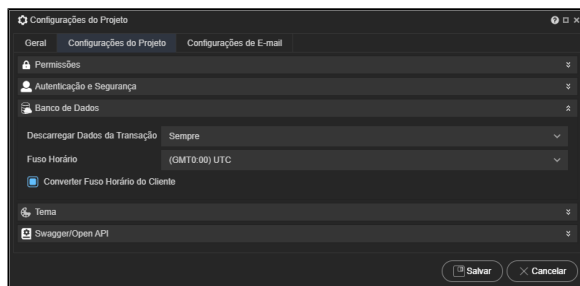 Configurações do Projeto
Geral Configurações do Projeto Configurações de E-mail
Permissões
Autenticação e Segurança
Banco de Dados
Descarregar Dados da Transação Sempre
Fuso Horário (GMT0:00) UTC
Converter Fuso Horário do Cliente
Tema
Swagger/Open API
Salvar Cancelar